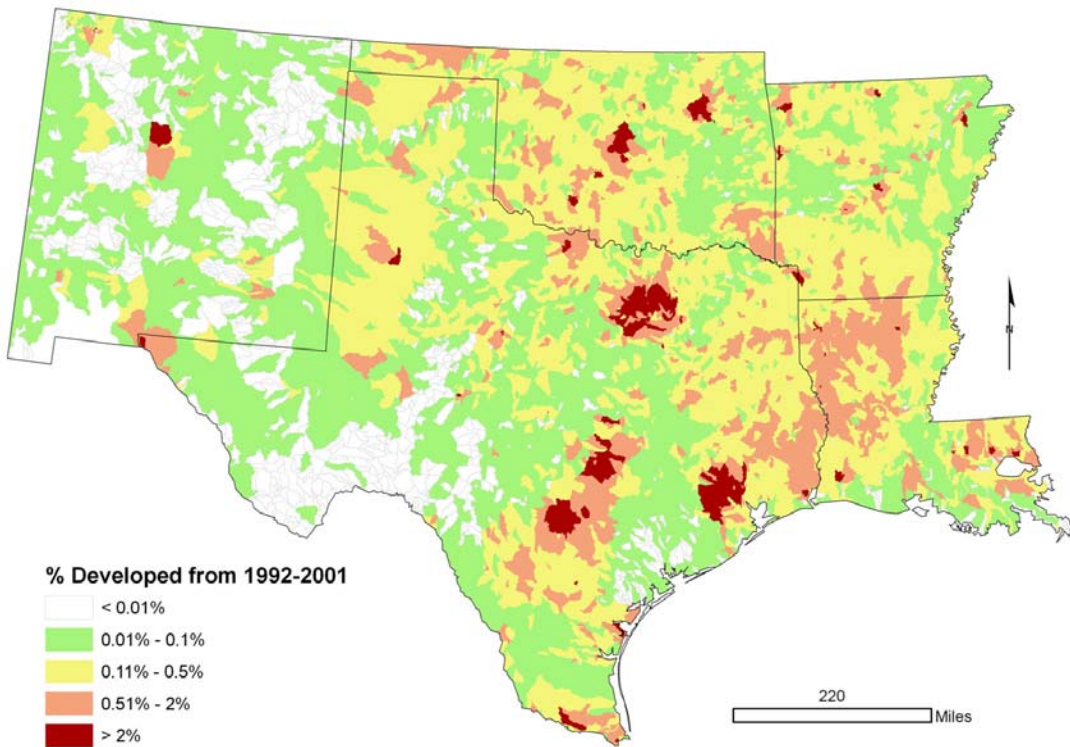 N
% Developed from 1992-2001
< 0.01%
0.01% - 0.1%
0.11% - 0.5%
0.51% - 2%
> 2%
220
Miles